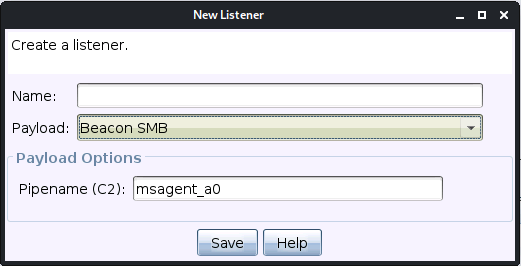 New Listener
Create a listener.
Name:
Payload: Beacon SMB
Payload Options
Pipename (C2): msagent_a0
Save Help